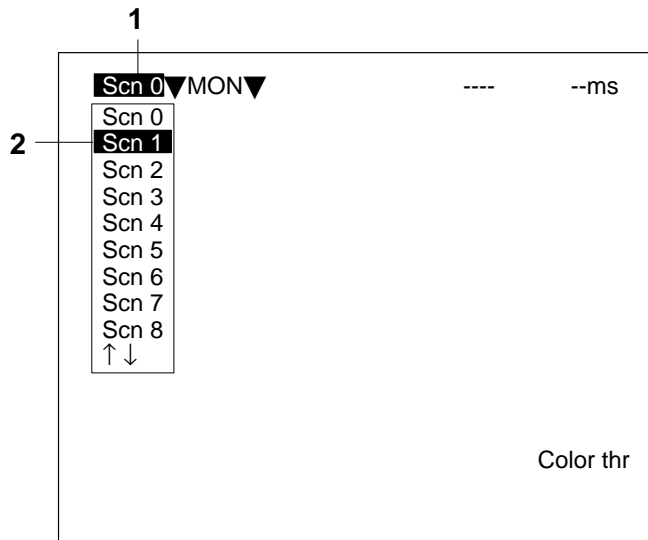 1
Scn 0▼MON▼ ---- --ms
Scn 0
2 Scn 1
Scn 2
Scn 3
Scn 4
Scn 5
Scn 6
Scn 7
Scn 8
↑↓
Color thr